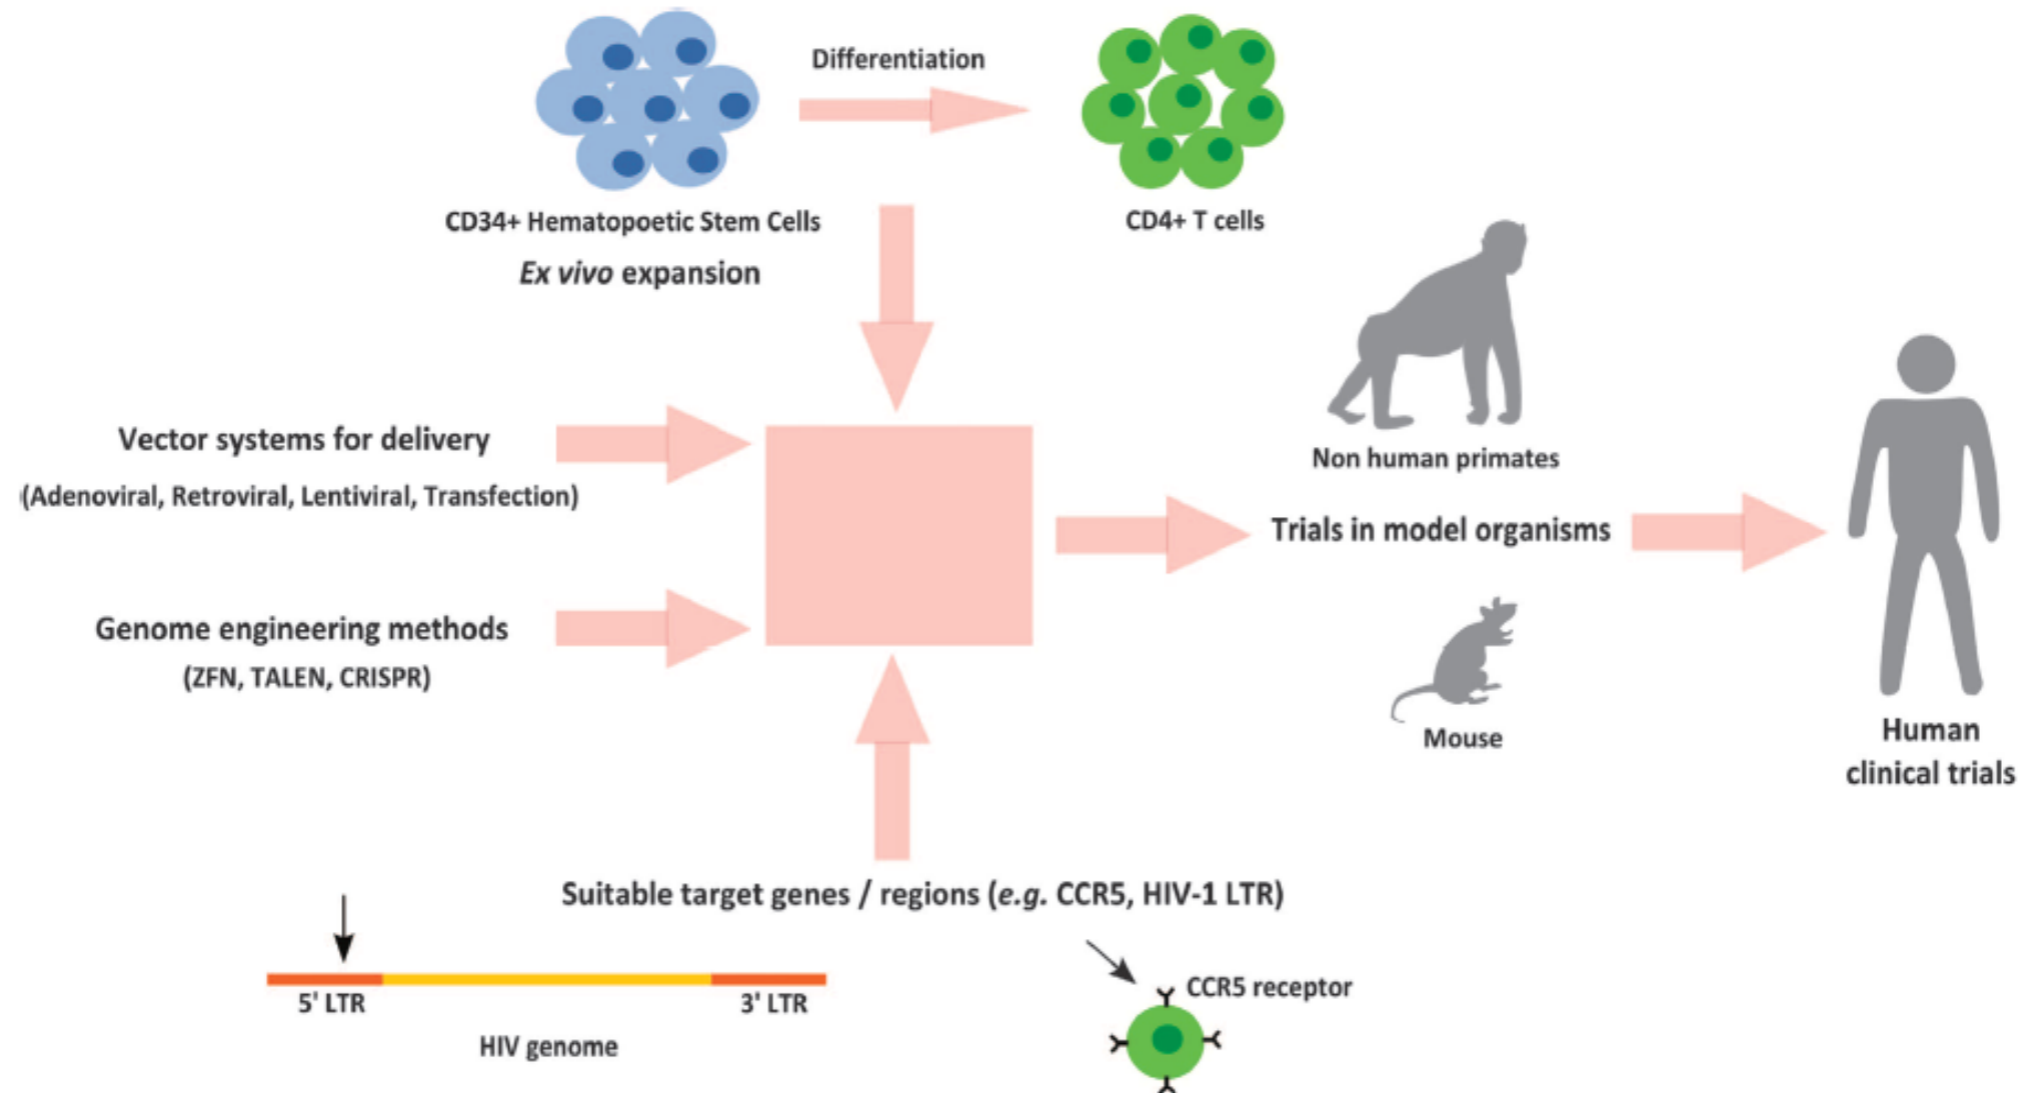 Differentiation
CD34+ Hematopoetic Stem Cells
Ex vivo expansion
CD4+ T cells
Vector systems for delivery
(Adenoviral, Retroviral, Lentiviral, Transfection)
Genome engineering methods
(ZFN, TALEN, CRISPR)
Non human primates
Trials in model organisms
Mouse
Human
clinical trials
Suitable target genes / regions (e.g. CCR5, HIV-1 LTR)
5' LTR
3' LTR
HIV genome
CCR5 receptor